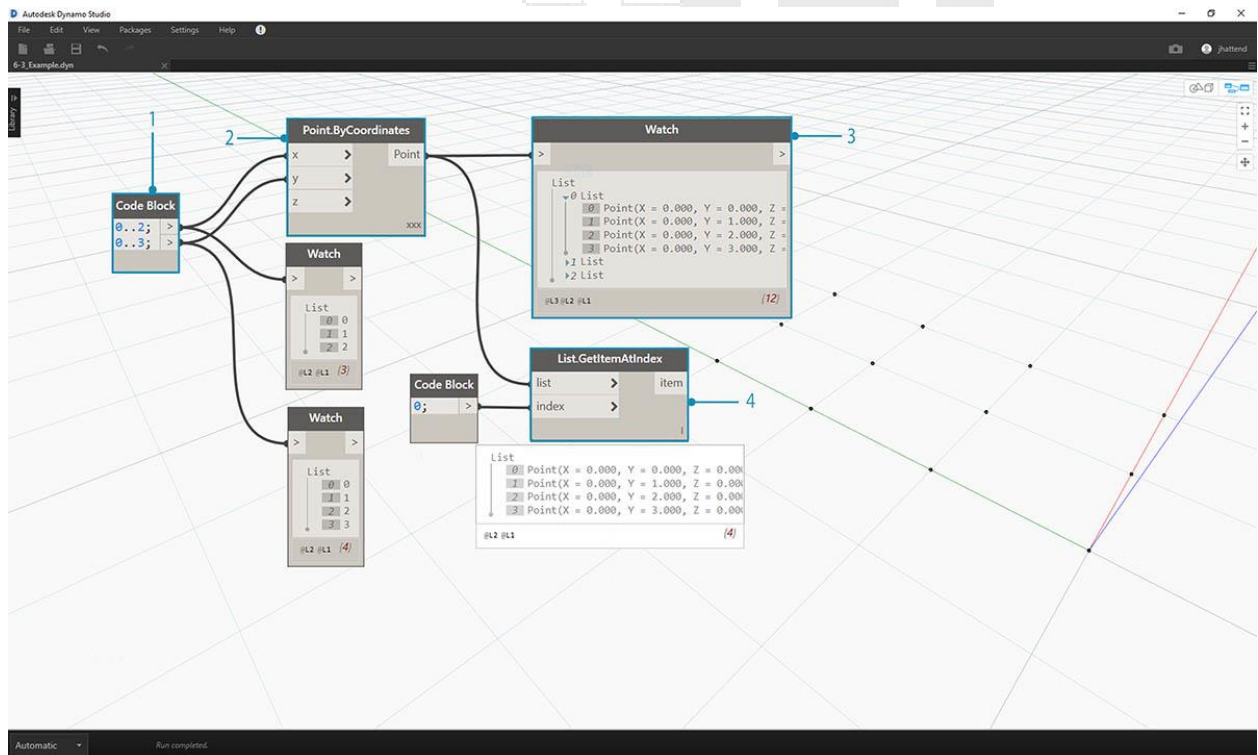 Autodesk Dynamo Studio
File Edit View Packages Settings Help
jhattend
6-3_Example.dyn
Library
1
2
3
4
Code Block
0..2; >
0..3; >
Point.ByCoordinates
x > Point
y >
z >
xxx
Watch
> >
List
0 0
1 1
2 2
@L2 @L1 {3}
Watch
> >
List
0 0
1 1
2 2
3 3
@L2 @L1 {4}
Watch
> >
List
0 List
0 Point(X = 0.000, Y = 0.000, Z =
1 Point(X = 0.000, Y = 1.000, Z =
2 Point(X = 0.000, Y = 2.000, Z =
3 Point(X = 0.000, Y = 3.000, Z =
1 List
2 List
@L3 @L2 @L1 {12}
Code Block
0; >
List.GetItemAtIndex
list > item
index >
l
List
0 Point(X = 0.000, Y = 0.000, Z = 0.000
1 Point(X = 0.000, Y = 1.000, Z = 0.000
2 Point(X = 0.000, Y = 2.000, Z = 0.000
3 Point(X = 0.000, Y = 3.000, Z = 0.000
@L2 @L1 {4}
Automatic Run completed.